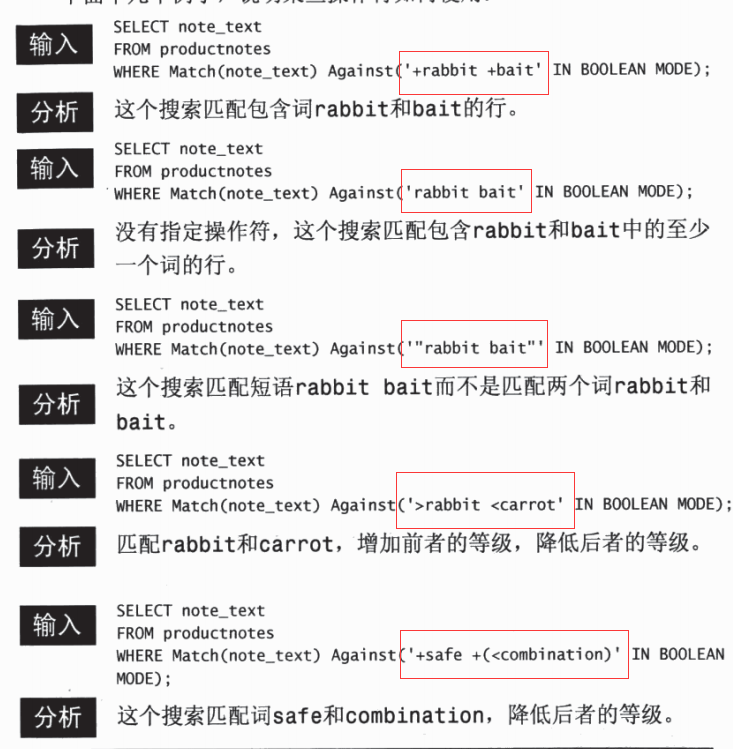 输入
SELECT note_text
FROM productnotes
WHERE Match(note_text) Against('+rabbit +bait' IN BOOLEAN MODE);
分析
这个搜索匹配包含词rabbit和bait的行。
输入
SELECT note_text
FROM productnotes
WHERE Match(note_text) Against('rabbit bait' IN BOOLEAN MODE);
分析
没有指定操作符，这个搜索匹配包含rabbit和bait中的至少
一个词的行。
输入
SELECT note_text
FROM productnotes
WHERE Match(note_text) Against('"rabbit bait"' IN BOOLEAN MODE);
分析
这个搜索匹配短语rabbit bait而不是匹配两个词rabbit和
bait。
输入
SELECT note_text
FROM productnotes
WHERE Match(note_text) Against('>rabbit <carrot' IN BOOLEAN MODE);
分析
匹配rabbit和carrot，增加前者的等级，降低后者的等级。
输入
SELECT note_text
FROM productnotes
WHERE Match(note_text) Against('+safe +(<combination)' IN BOOLEAN
MODE);
分析
这个搜索匹配词safe和combination，降低后者的等级。